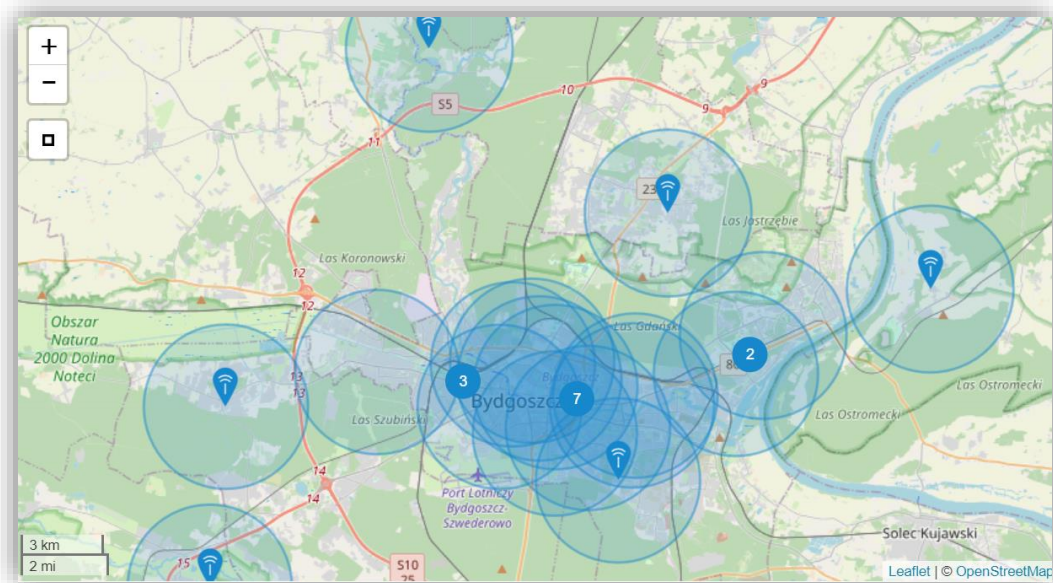 +
−
S5
10
9
9
11
23
Las Jastrzębie
Las Koronowski
12
12
Obszar
Natura
2000 Dolina
Noteci
Las Gdański
2
80
3
7
Bydgoszcz
Bydgoszcz
13
13
Las Szubiński
Las Ostromecki
Las Ostromecki
14
14
Port Lotniczy
Bydgoszcz-
Szwederowo
Solec Kujawski
3 km
2 mi
15
S10
25
Leaflet | © OpenStreetMap